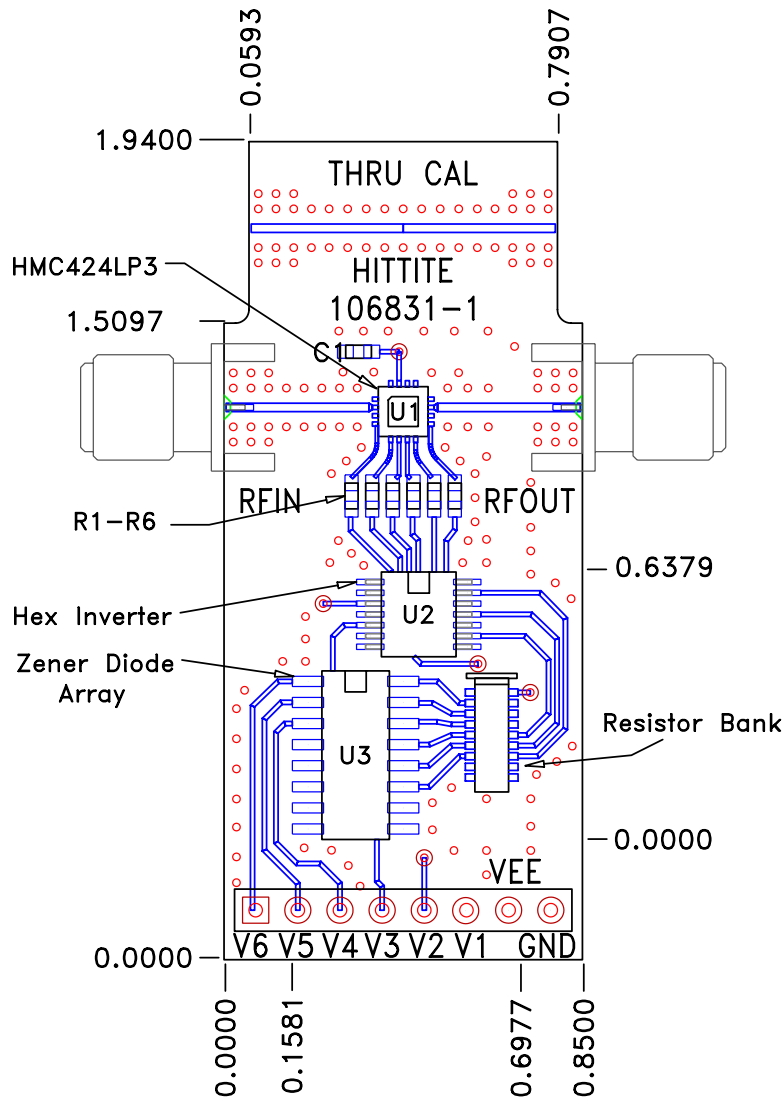 0.0593
0.7907
1.9400
THRU CAL
HMC424LP3
HITTITE
106831-1
1.5097
C1
U1
RFIN
RFOUT
R1-R6
0.6379
Hex Inverter
U2
Zener Diode
Array
Resistor Bank
U3
0.0000
VEE
V6 V5 V4 V3 V2 V1 GND
0.0000
0.0000
0.1581
0.6977
0.8500